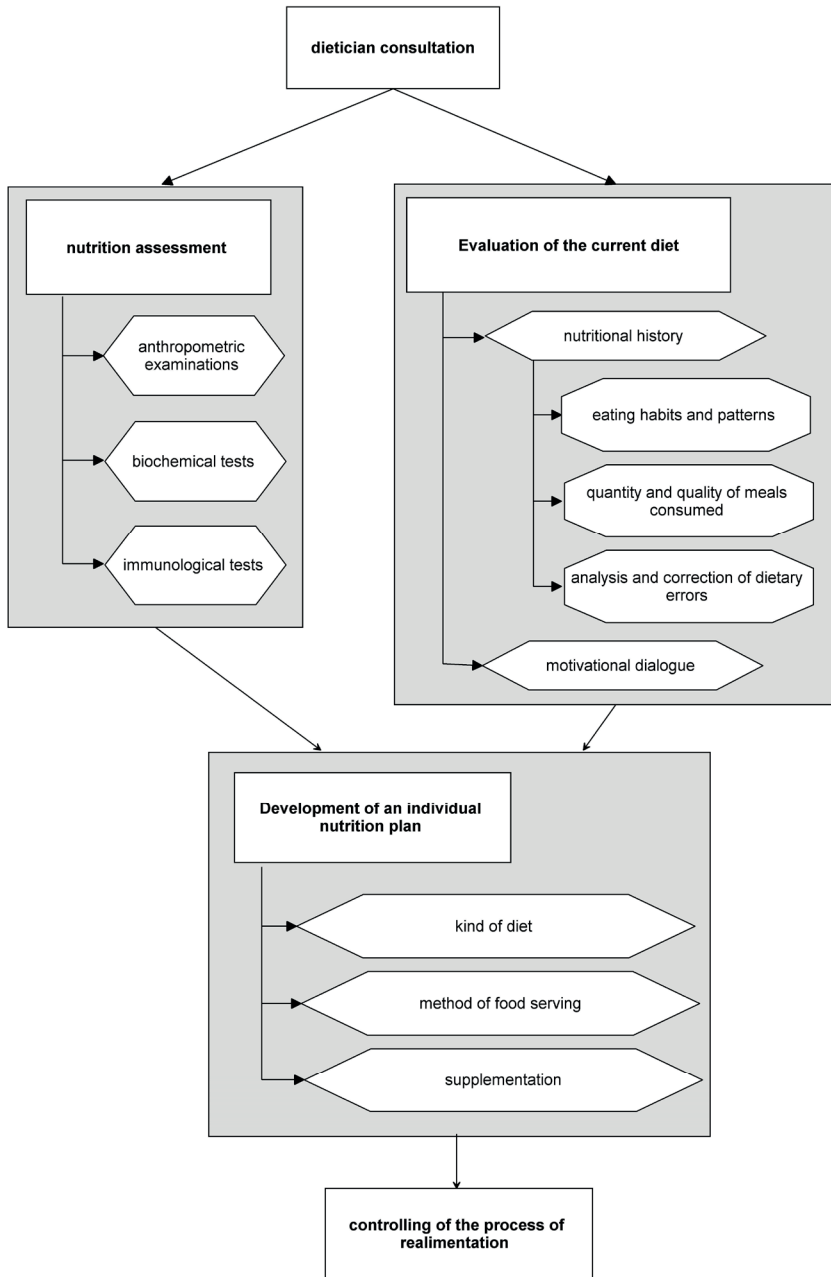 dietician consultation
nutrition assessment
anthropometric
examinations
biochemical tests
immunological tests
Evaluation of the current diet
nutritional history
eating habits and patterns
quantity and quality of meals
consumed
analysis and correction of dietary
errors
motivational dialogue
Development of an individual
nutrition plan
kind of diet
method of food serving
supplementation
controlling of the process of
realimentation